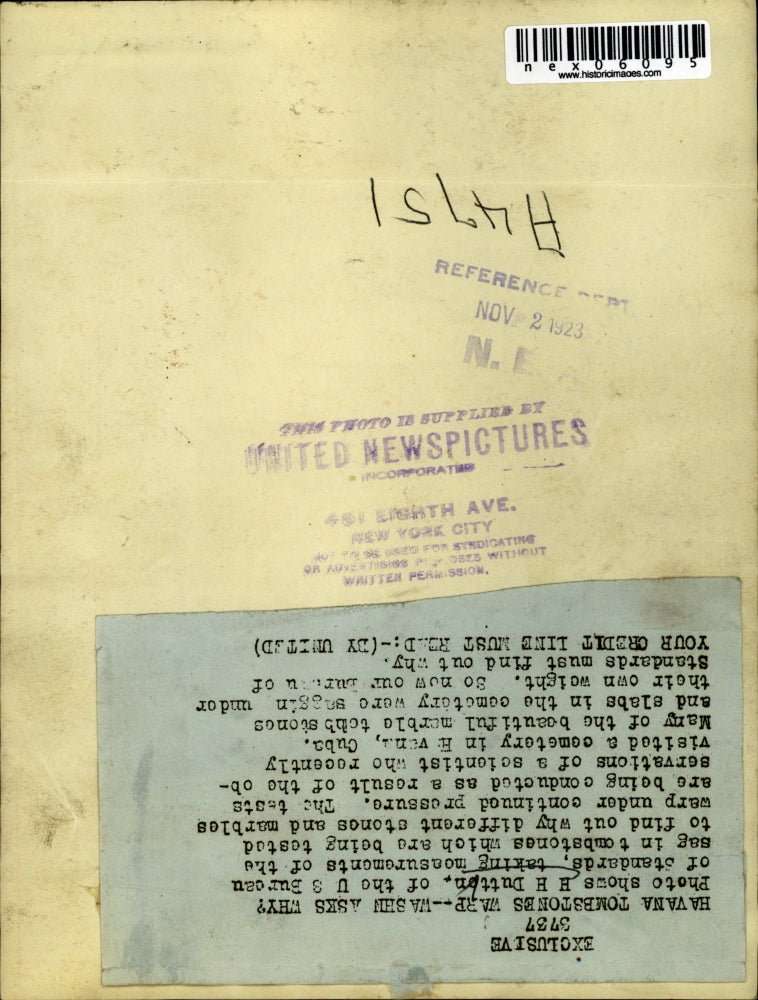 nex06095
www.historicimages.com
A4751
REFERENCE DEPT
NOV 2 1923
N. E.
THIS PHOTO IS SUPPLIED BY
UNITED NEWSPICTURES
INCORPORATED
461 EIGHTH AVE.
NEW YORK CITY
NOT TO BE USED FOR SYNDICATING
OR ADVERTISING PURPOSES WITHOUT
WRITTEN PERMISSION.
EXCLUSIVE
3737
HAVANA TOMBSTONES WARP--WASHN ASKS WHY?
Photo shows H H Dutton, of the U S Bureau
of Standards, taking measurements of the
sag in tombstones which are being tested
to find out why different stones and marbles
warp under continued pressure. The tests
are being conducted as a result of the ob-
servations of a scientist who recently
visited a cemetery in Havana, Cuba.
Many of the beautiful marble tobbstones
and slabs in the cemetery were saggin under
their own weight. So now our Bureau of
Standards must find out why.
YOUR CREDIT LINE MUST READ:-(BY UNITED)